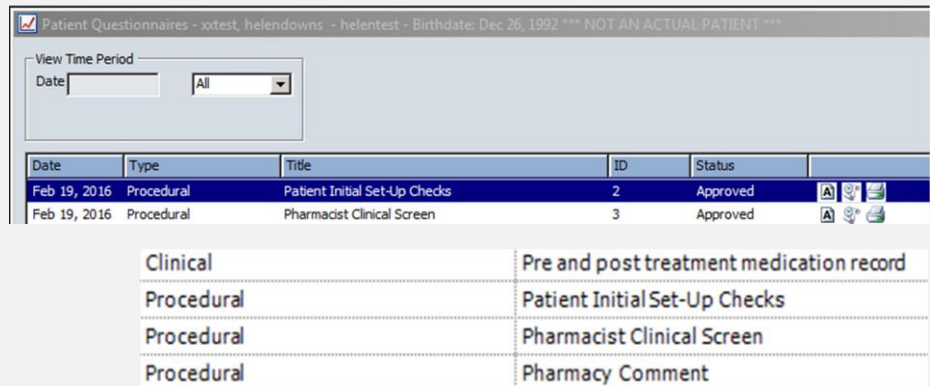 Patient Questionnaires - xxtest, helendowns - helentest - Birthdate: Dec 26, 1992 *** NOT AN ACTUAL PATIENT ***
View Time Period
Date All
Date Type Title ID Status
Feb 19, 2016 Procedural Patient Initial Set-Up Checks 2 Approved A
Feb 19, 2016 Procedural Pharmacist Clinical Screen 3 Approved A
Clinical Pre and post treatment medication record
Procedural Patient Initial Set-Up Checks
Procedural Pharmacist Clinical Screen
Procedural Pharmacy Comment